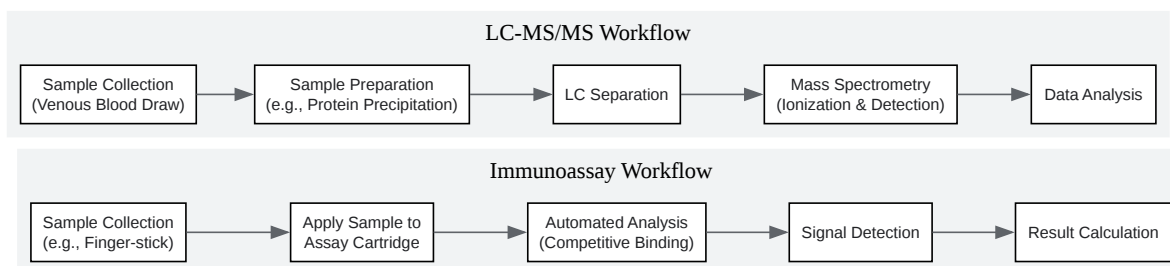 LC-MS/MS Workflow
Sample Collection
(Venous Blood Draw)
Sample Preparation
(e.g., Protein Precipitation)
LC Separation
Mass Spectrometry
(Ionization & Detection)
Data Analysis
Immunoassay Workflow
Sample Collection
(e.g., Finger-stick)
Apply Sample to
Assay Cartridge
Automated Analysis
(Competitive Binding)
Signal Detection
Result Calculation